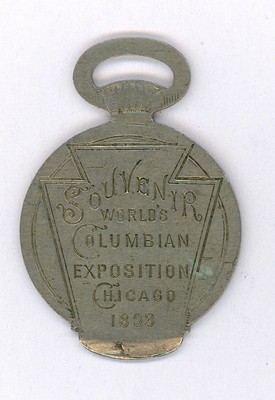 SOUVENIR
WORLD'S
COLUMBIAN
EXPOSITION
CHICAGO
1893